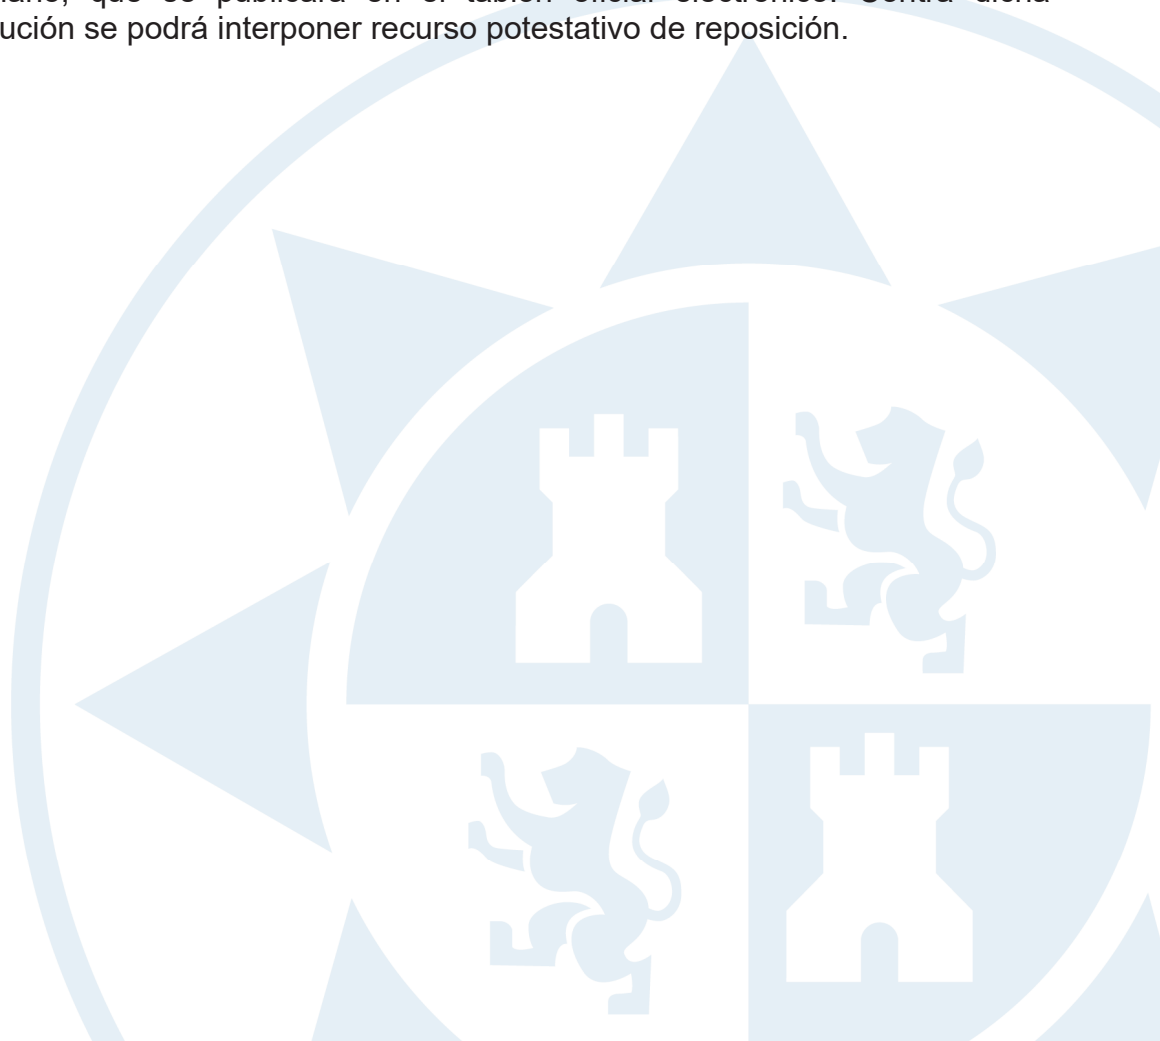 que se publicará en el tablón oficial electrónico. Contra dicha
ución se podrá interponer recurso potestativo de reposición.